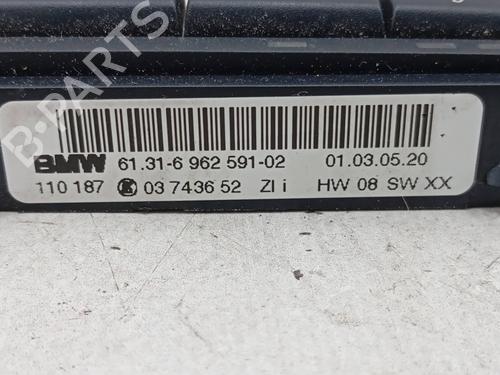 B-PARTS
BMW 61.31-6 962 591-02 01.03.05.20
110 187 K 03 7436 52 ZI i HW 08 SW XX